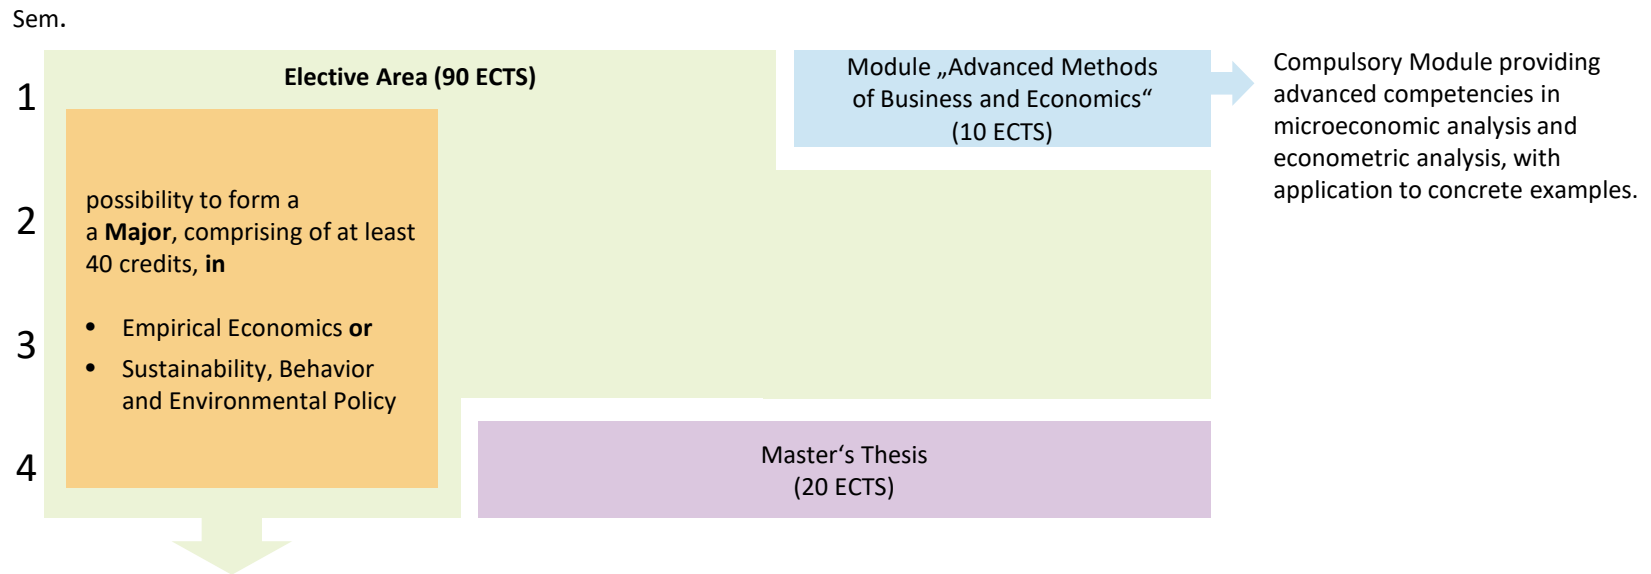 Sem.
1
2
3
4
Elective Area (90 ECTS)
possibility to form a
a Major, comprising of at least
40 credits, in
• Empirical Economics or
• Sustainability, Behavior
and Environmental Policy
Module „Advanced Methods
of Business and Economics“
(10 ECTS)
Compulsory Module providing
advanced competencies in
microeconomic analysis and
econometric analysis, with
application to concrete examples.
Master‘s Thesis
(20 ECTS)